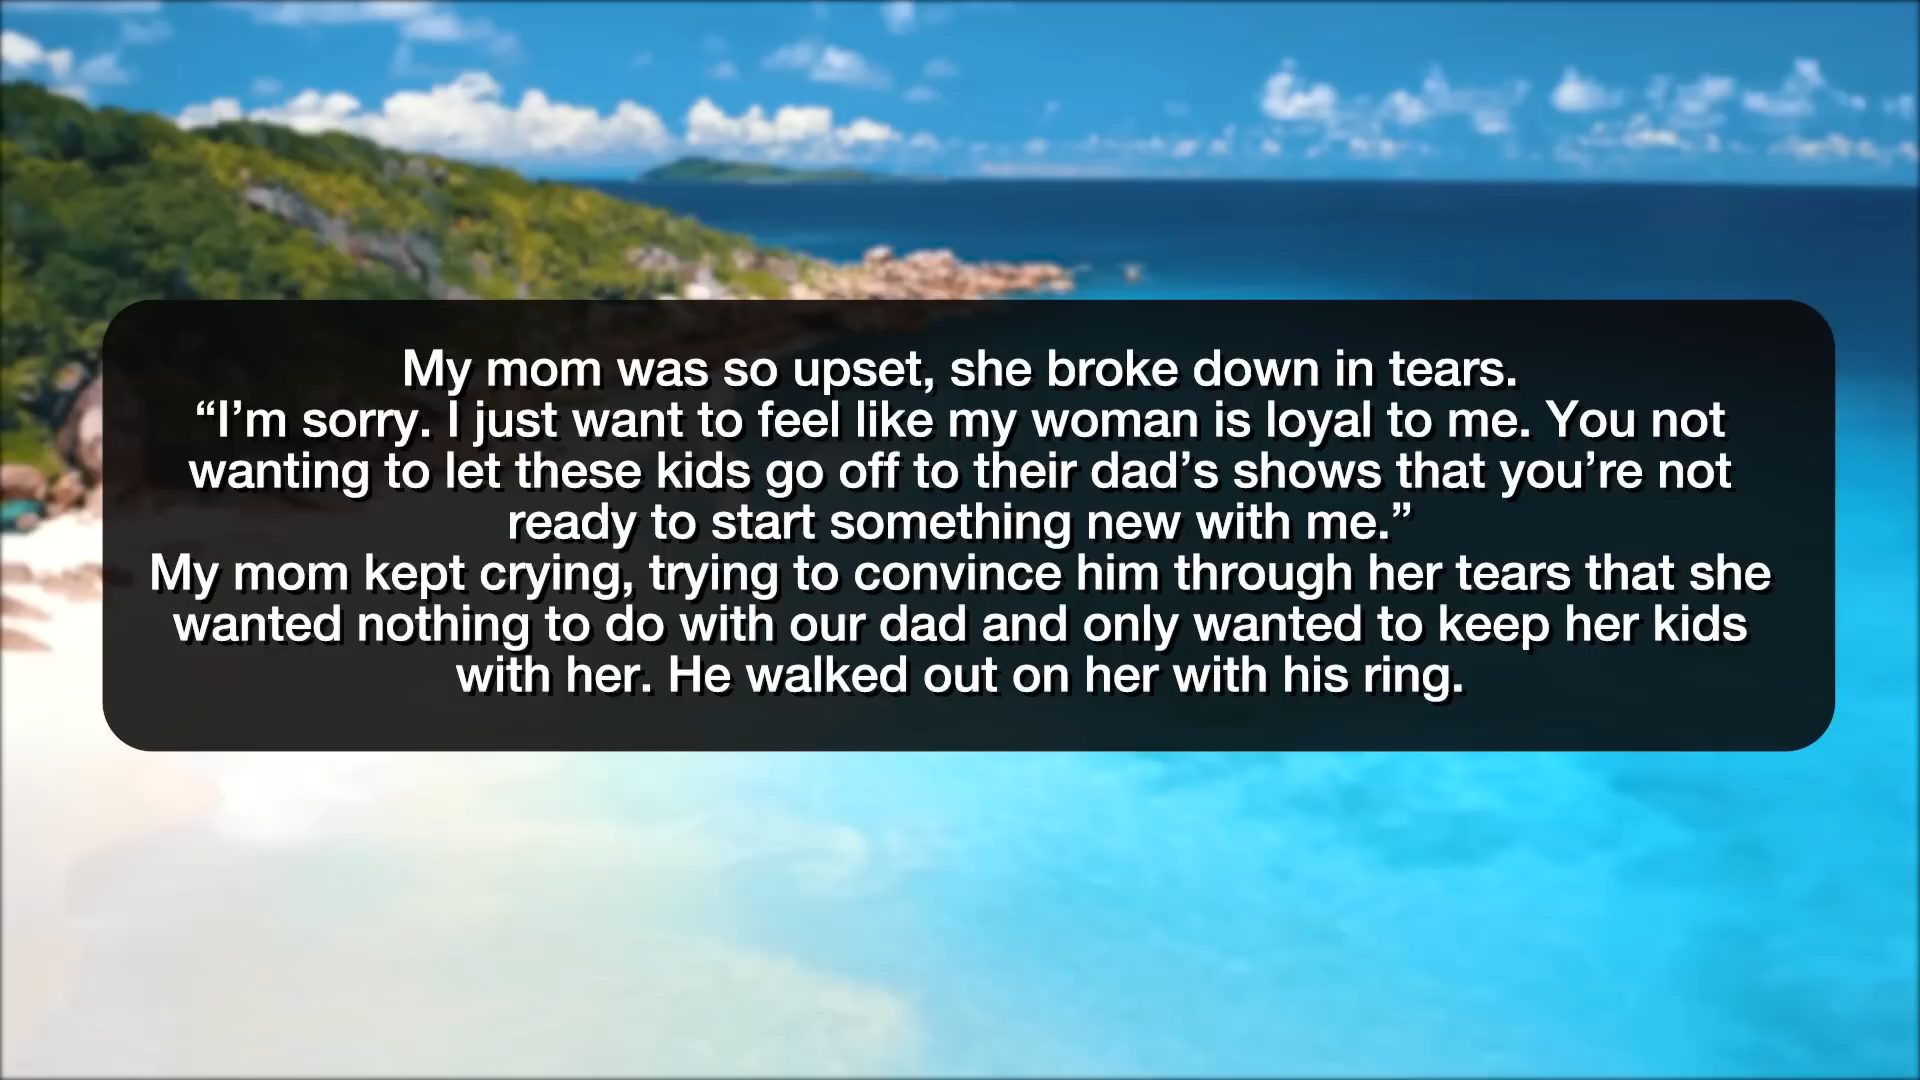 My mom was so upset, she broke down in tears.
“I’m sorry. I just want to feel like my woman is loyal to me. You not
wanting to let these kids go off to their dad’s shows that you’re not
ready to start something new with me.”
My mom kept crying, trying to convince him through her tears that she
wanted nothing to do with our dad and only wanted to keep her kids
with her. He walked out on her with his ring.